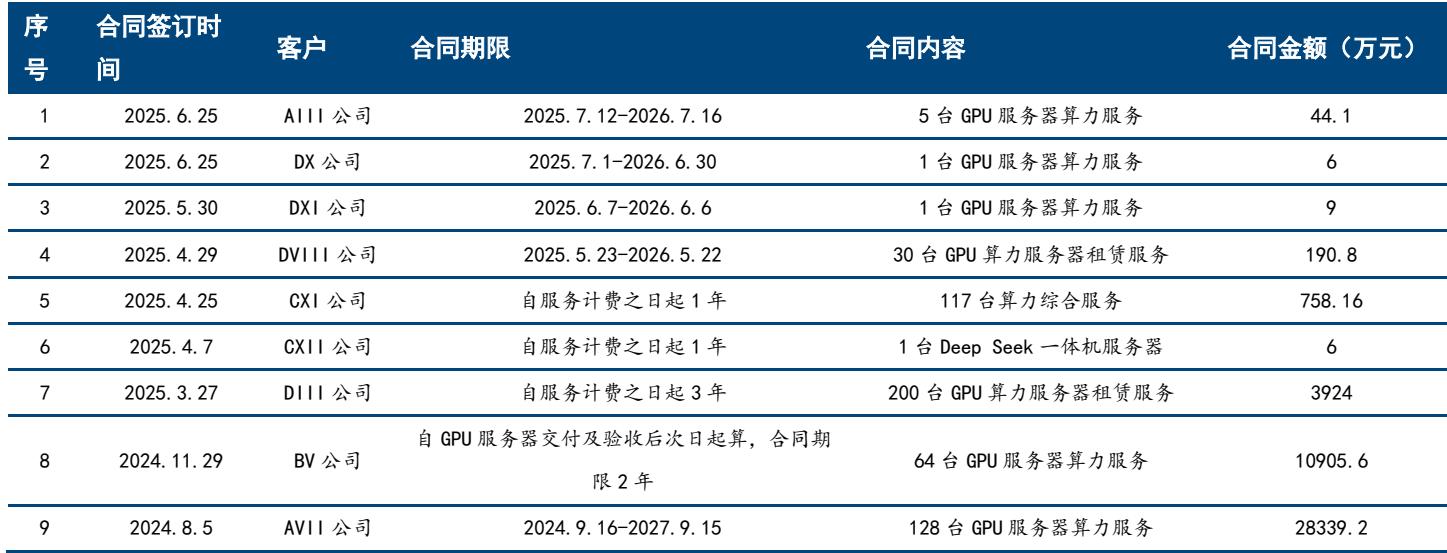 序号 合同签订时间 客户 合同期限 合同内容 合同金额（万元）
1 2025.6.25 AIII 公司 2025.7.12-2026.7.16 5 台 GPU 服务器算力服务 44.1
2 2025.6.25 DX 公司 2025.7.1-2026.6.30 1 台 GPU 服务器算力服务 6
3 2025.5.30 DXI 公司 2025.6.7-2026.6.6 1 台 GPU 服务器算力服务 9
4 2025.4.29 DVIII 公司 2025.5.23-2026.5.22 30 台 GPU 算力服务器租赁服务 190.8
5 2025.4.25 CXI 公司 自服务计费之日起 1 年 117 台算力综合服务 758.16
6 2025.4.7 CXII 公司 自服务计费之日起 1 年 1 台 Deep Seek 一体机服务器 6
7 2025.3.27 DIII 公司 自服务计费之日起 3 年 200 台 GPU 算力服务器租赁服务 3924
8 2024.11.29 BV 公司 自 GPU 服务器交付及验收后次日起算，合同期限 2 年 64 台 GPU 服务器算力服务 10905.6
9 2024.8.5 AVII 公司 2024.9.16-2027.9.15 128 台 GPU 服务器算力服务 28339.2